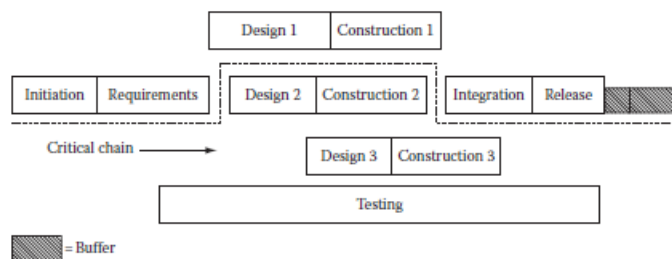 Design 1 Construction 1
Initiation Requirements Design 2 Construction 2 Integration Release
Critical chain
Design 3 Construction 3
Testing
= Buffer